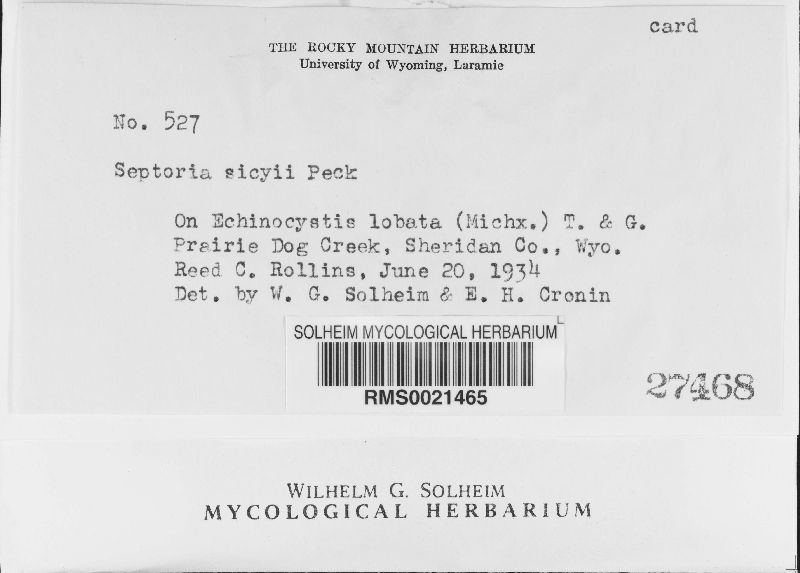 card
THE ROCKY MOUNTAIN HERBARIUM
University of Wyoming, Laramie
No. 527
Septoria sicyii Peck
On Echinocystis lobata (Michx.) T. & G.
Prairie Dog Creek, Sheridan Co., Wyo.
Reed C. Rollins, June 20, 1934
Det. by W. G. Solheim & E. H. Cronin
SOLHEIM MYCOLOGICAL HERBARIUM
RMS0021465
27468
WILHELM G. SOLHEIM
MYCOLOGICAL HERBARIUM